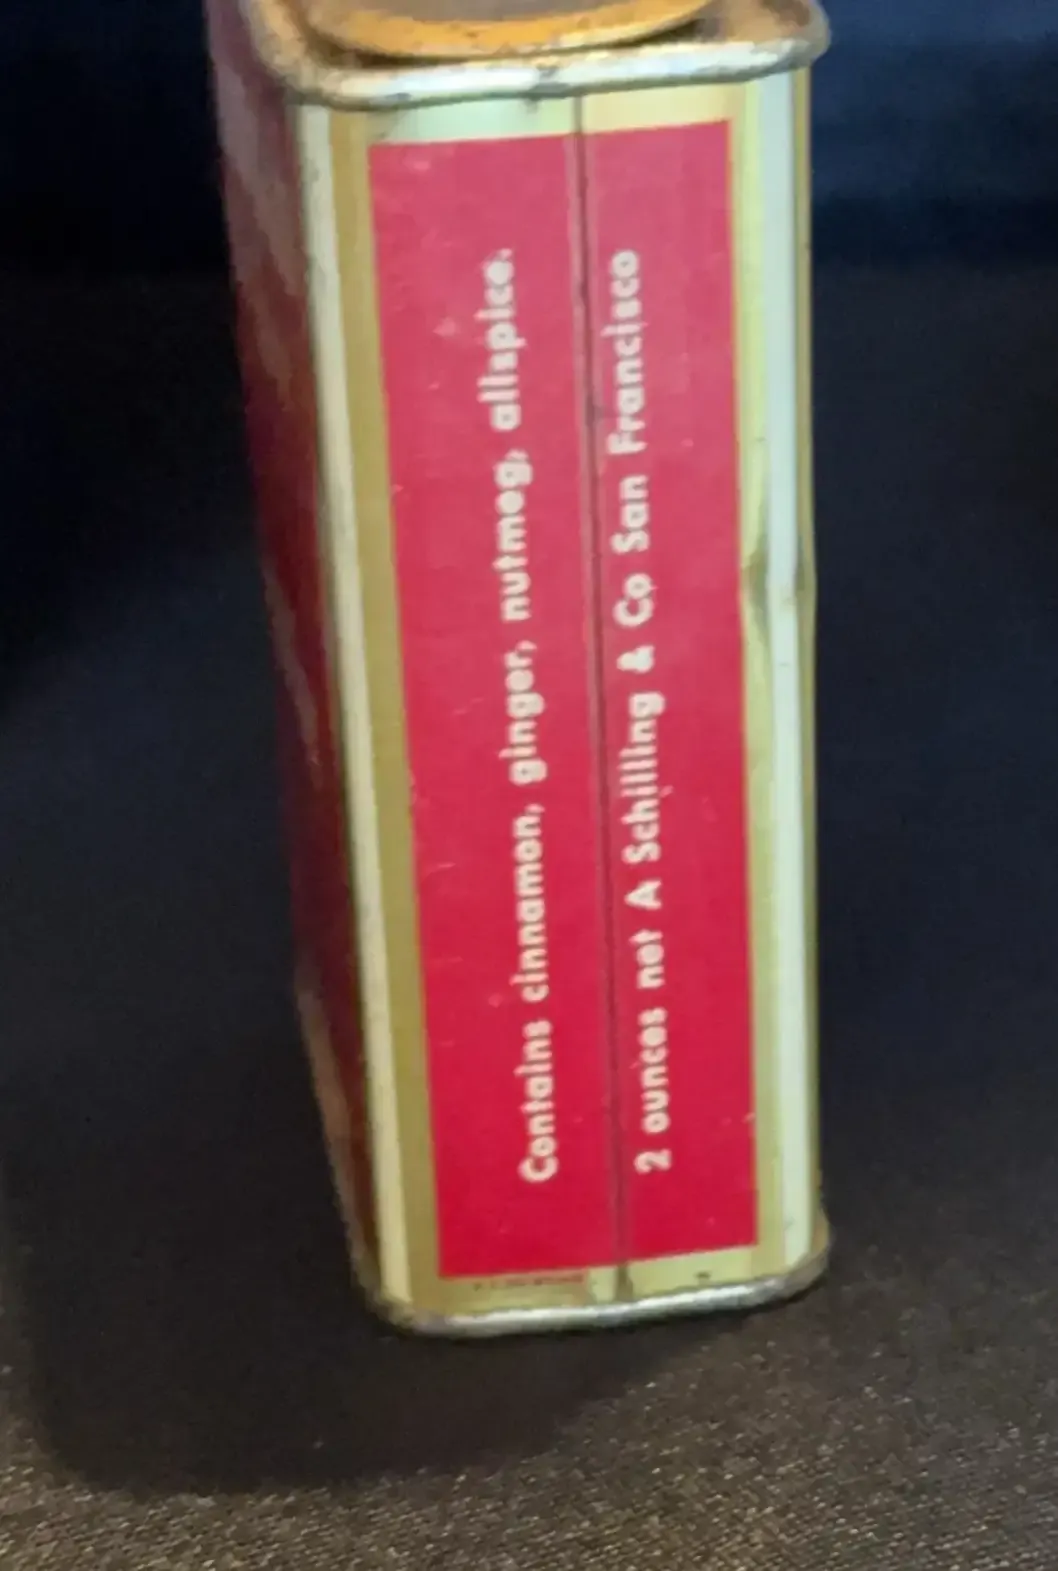 Contains cinnamon, ginger, nutmeg, allspice.
2 ounces net A Schilling & Co San Francisco